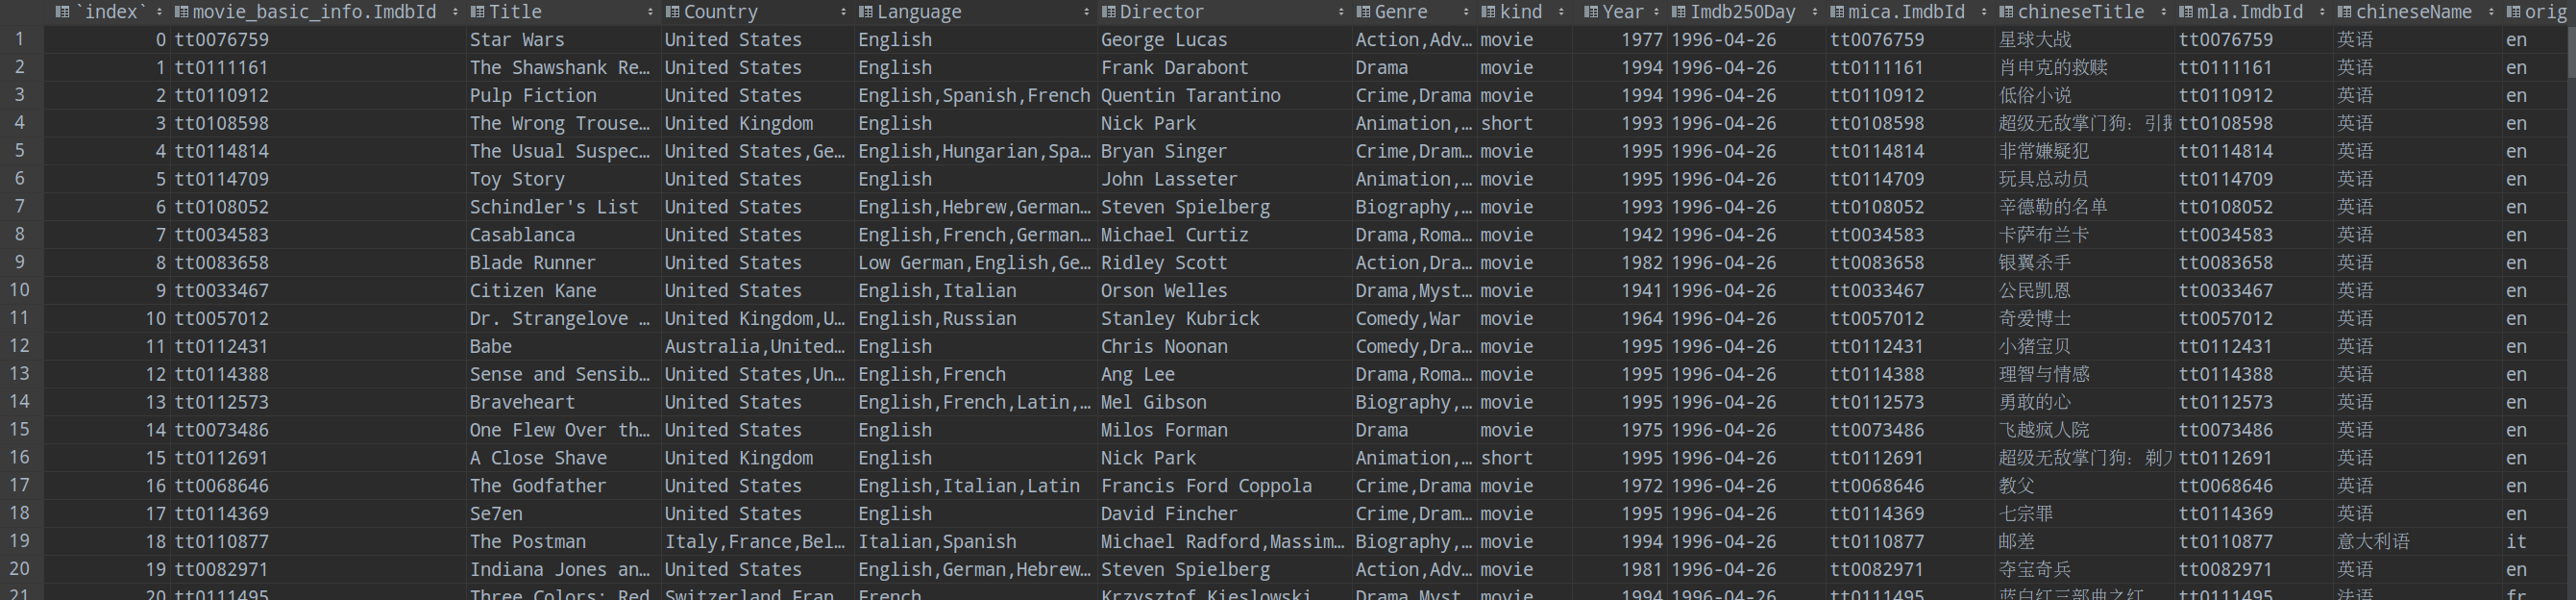 `index` movie_basic_info.ImdbId Title Country Language Director Genre kind Year Imdb250Day mica.ImdbId chineseTitle mla.ImdbId chineseName orig
1 0 tt0076759 Star Wars United States English George Lucas Action,Adv… movie 1977 1996-04-26 tt0076759 星球大战 tt0076759 英语 en
2 1 tt0111161 The Shawshank Re… United States English Frank Darabont Drama movie 1994 1996-04-26 tt0111161 肖申克的救赎 tt0111161 英语 en
3 2 tt0110912 Pulp Fiction United States English,Spanish,French Quentin Tarantino Crime,Drama movie 1994 1996-04-26 tt0110912 低俗小说 tt0110912 英语 en
4 3 tt0108598 The Wrong Trouse… United Kingdom English Nick Park Animation,… short 1993 1996-04-26 tt0108598 超级无敌掌门狗：引 tt0108598 英语 en
5 4 tt0114814 The Usual Suspec… United States,Ge… English,Hungarian,Spa… Bryan Singer Crime,Dram… movie 1995 1996-04-26 tt0114814 非常嫌疑犯 tt0114814 英语 en
6 5 tt0114709 Toy Story United States English John Lasseter Animation,… movie 1995 1996-04-26 tt0114709 玩具总动员 tt0114709 英语 en
7 6 tt0108052 Schindler's List United States English,Hebrew,German… Steven Spielberg Biography,… movie 1993 1996-04-26 tt0108052 辛德勒的名单 tt0108052 英语 en
8 7 tt0034583 Casablanca United States English,French,German… Michael Curtiz Drama,Roma… movie 1942 1996-04-26 tt0034583 卡萨布兰卡 tt0034583 英语 en
9 8 tt0083658 Blade Runner United States Low German,English,Ge… Ridley Scott Action,Dra… movie 1982 1996-04-26 tt0083658 银翼杀手 tt0083658 英语 en
10 9 tt0033467 Citizen Kane United States English,Italian Orson Welles Drama,Myst… movie 1941 1996-04-26 tt0033467 公民凯恩 tt0033467 英语 en
11 10 tt0057012 Dr. Strangelove … United Kingdom,U… English,Russian Stanley Kubrick Comedy,War movie 1964 1996-04-26 tt0057012 奇爱博士 tt0057012 英语 en
12 11 tt0112431 Babe Australia,United… English Chris Noonan Comedy,Dra… movie 1995 1996-04-26 tt0112431 小猪宝贝 tt0112431 英语 en
13 12 tt0114388 Sense and Sensib… United States,Un… English,French Ang Lee Drama,Roma… movie 1995 1996-04-26 tt0114388 理智与情感 tt0114388 英语 en
14 13 tt0112573 Braveheart United States English,French,Latin,… Mel Gibson Biography,… movie 1995 1996-04-26 tt0112573 勇敢的心 tt0112573 英语 en
15 14 tt0073486 One Flew Over th… United States English Milos Forman Drama movie 1975 1996-04-26 tt0073486 飞越疯人院 tt0073486 英语 en
16 15 tt0112691 A Close Shave United Kingdom English Nick Park Animation,… short 1995 1996-04-26 tt0112691 超级无敌掌门狗：剃 tt0112691 英语 en
17 16 tt0068646 The Godfather United States English,Italian,Latin Francis Ford Coppola Crime,Drama movie 1972 1996-04-26 tt0068646 教父 tt0068646 英语 en
18 17 tt0114369 Se7en United States English David Fincher Crime,Dram… movie 1995 1996-04-26 tt0114369 七宗罪 tt0114369 英语 en
19 18 tt0110877 The Postman Italy,France,Bel… Italian,Spanish Michael Radford,Massim… Biography,… movie 1994 1996-04-26 tt0110877 邮差 tt0110877 意大利语 it
20 19 tt0082971 Indiana Jones an… United States English,German,Hebrew… Steven Spielberg Action,Adv… movie 1981 1996-04-26 tt0082971 夺宝奇兵 tt0082971 英语 en
21 20 tt0111495 Three Colors: Red Switzerland,Fran… French Krzysztof Kieslowski Drama,Myst… movie 1994 1996-04-26 tt0111495 蓝白红三部曲之红 tt0111495 法语 fr